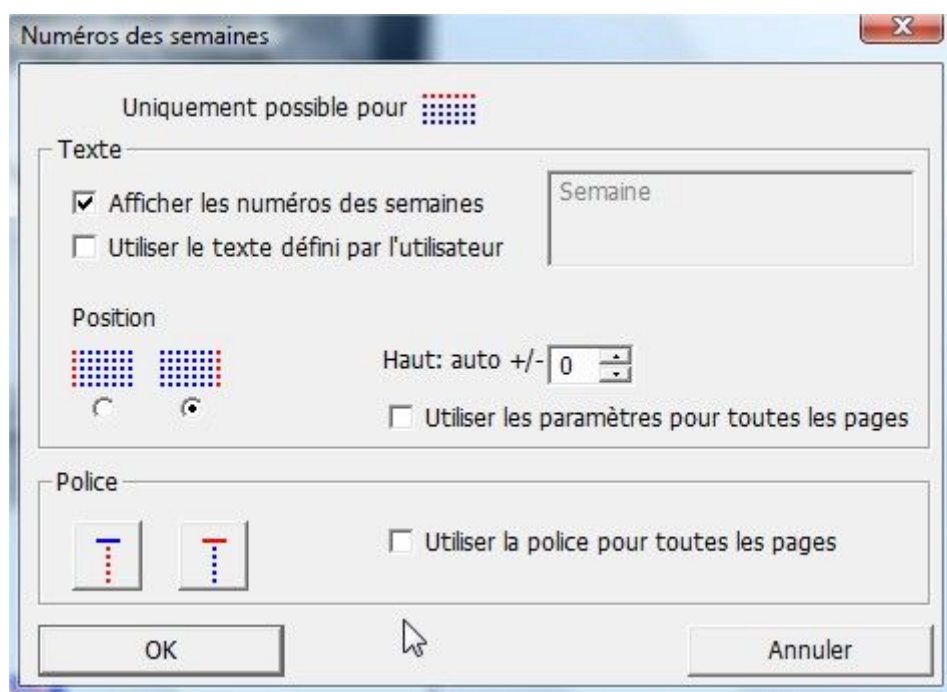 Numéros des semaines
Uniquement possible pour
Texte
Afficher les numéros des semaines
Semaine
Utiliser le texte défini par l'utilisateur
Position
Haut: auto +/- 0
Utiliser les paramètres pour toutes les pages
Police
Utiliser la police pour toutes les pages
OK
Annuler